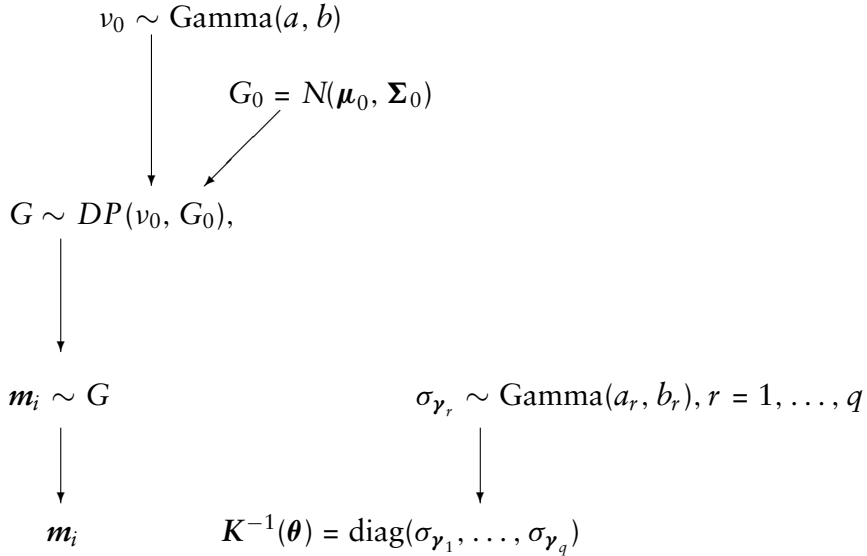 ν₀ ∼ Gamma(a, b)
G₀ = N(μ₀, Σ₀)
G ∼ DP(ν₀, G₀),
mᵢ ∼ G
σ_{γ_r} ∼ Gamma(a_r, b_r), r = 1, . . . , q
mᵢ
K⁻¹(θ) = diag(σ_{γ₁}, . . . , σ_{γ_q})